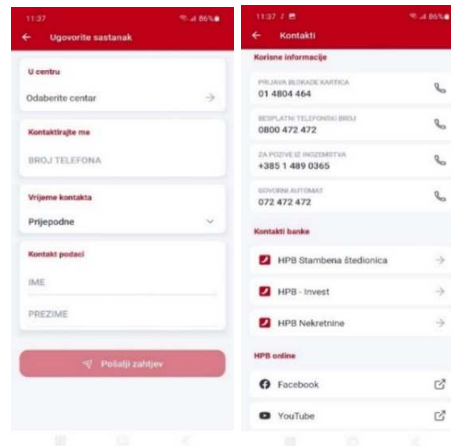 11:37
86%
Ugovorite sastanak
U centru
Odaberite centar
Kontaktirajte me
BROJ TELEFONA
Vrijeme kontakta
Prijepodne
Kontakt podaci
IME
PREZIME
Pošalji zahtjev
11:37
86%
Kontakti
Korisne informacije
PRIJAVA BLOKADE KARTICA
01 4804 464
BESPLATNI TELEFONSKI BROJ
0800 472 472
ZA POZIVE IZ INOZEMSTVA
+385 1 489 0365
GOVORNI AUTOMAT
072 472 472
Kontakti banke
HPB Stambena štedionica
HPB - Invest
HPB Nekretnine
HPB online
Facebook
YouTube